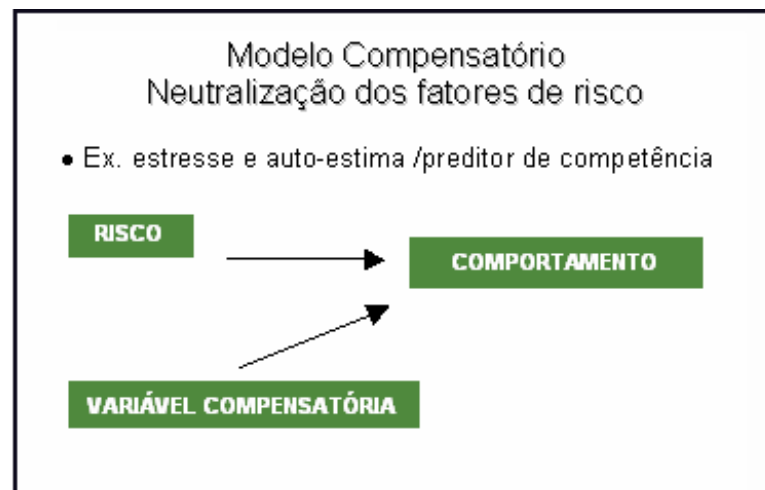 Modelo Compensatório
Neutralização dos fatores de risco
• Ex. estresse e auto-estima /preditor de competência
RISCO
COMPORTAMENTO
VARIÁVEL COMPENSATÓRIA